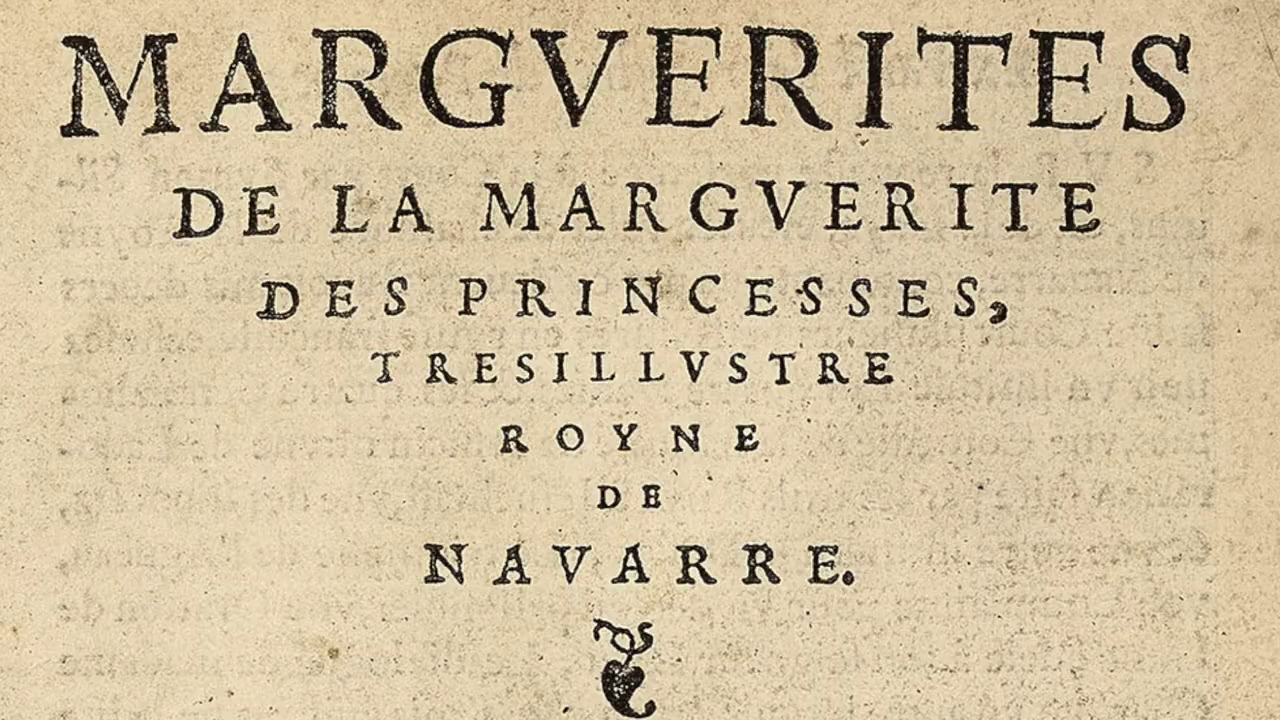 MARGVERITES
DE LA MARGVERITE
DES PRINCESSES,
TRESILLVSTRE
ROYNE
DE
NAVARRE.